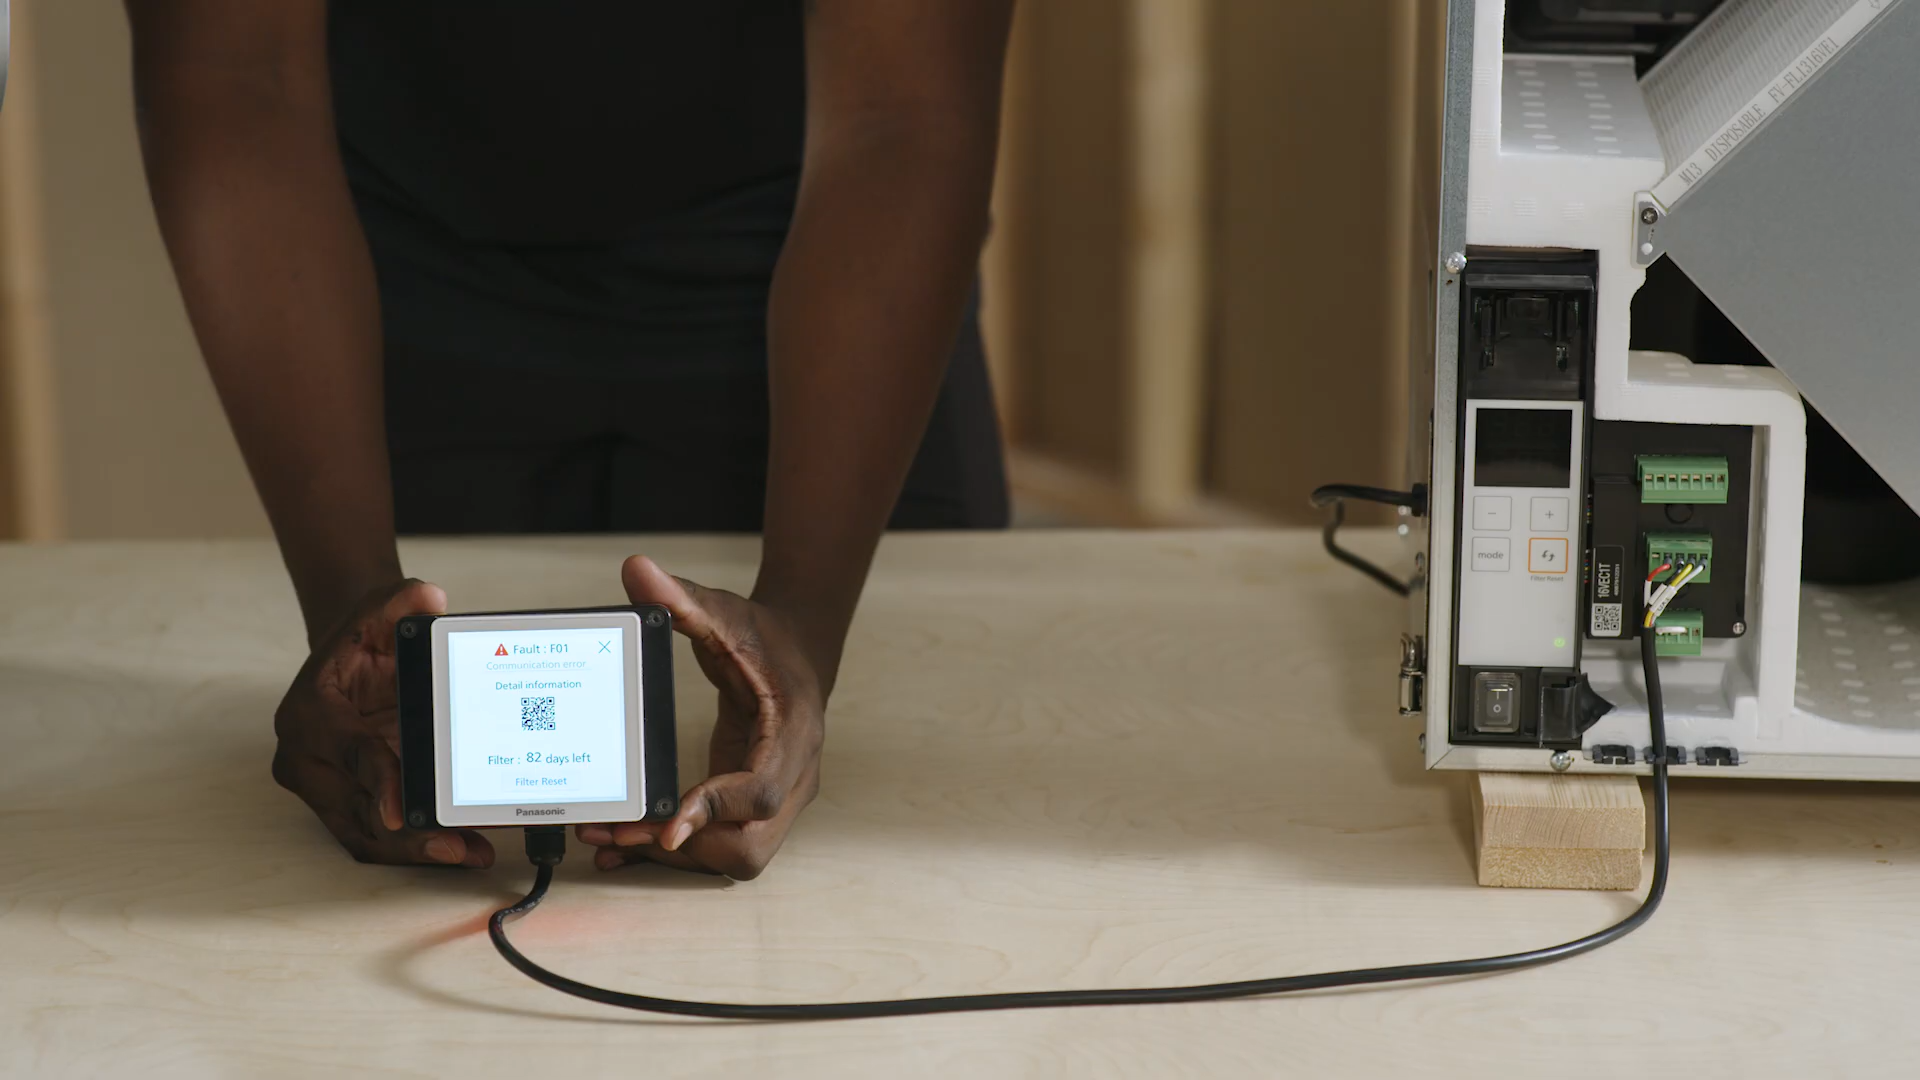 Fault : F01
Communication error
Detail information
Filter : 82 days left
Filter Reset
Panasonic
M13 DISPOSABLE FV-FL1316VE1
mode
Filter Reset
16VEC1T